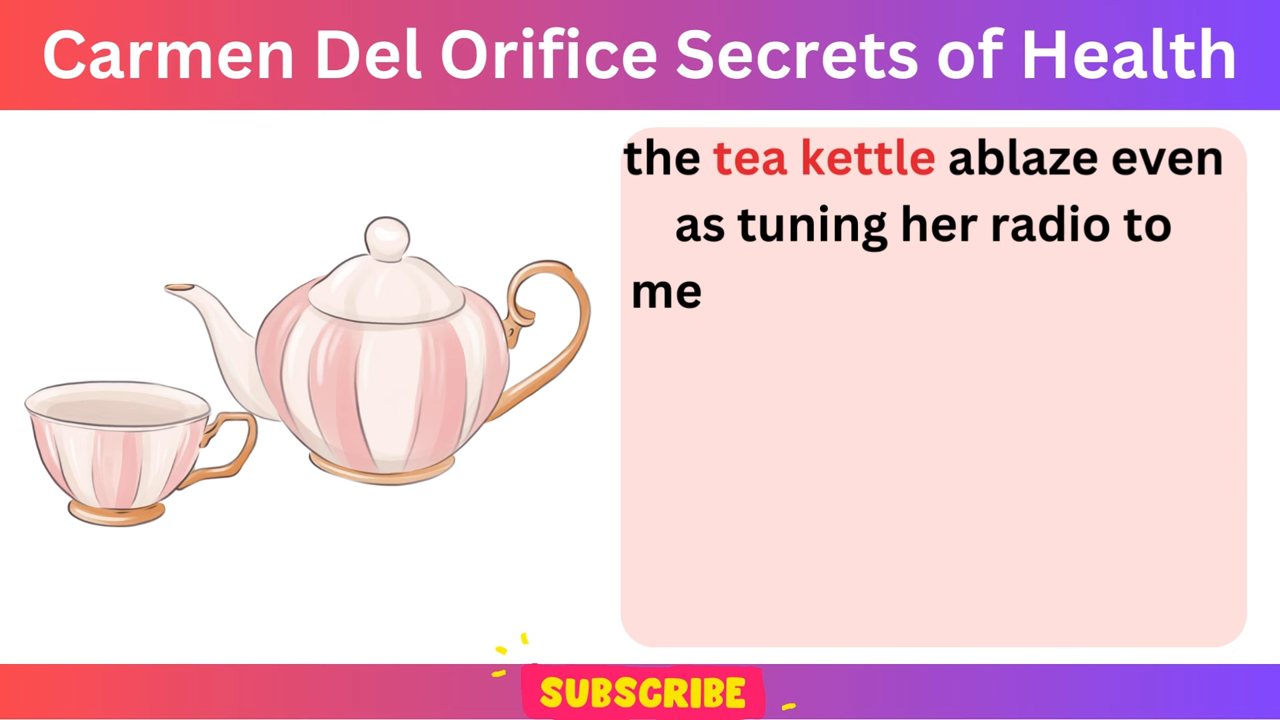 Carmen Del Orifice Secrets of Health
the tea kettle ablaze even
as tuning her radio to
me
SUBSCRIBE